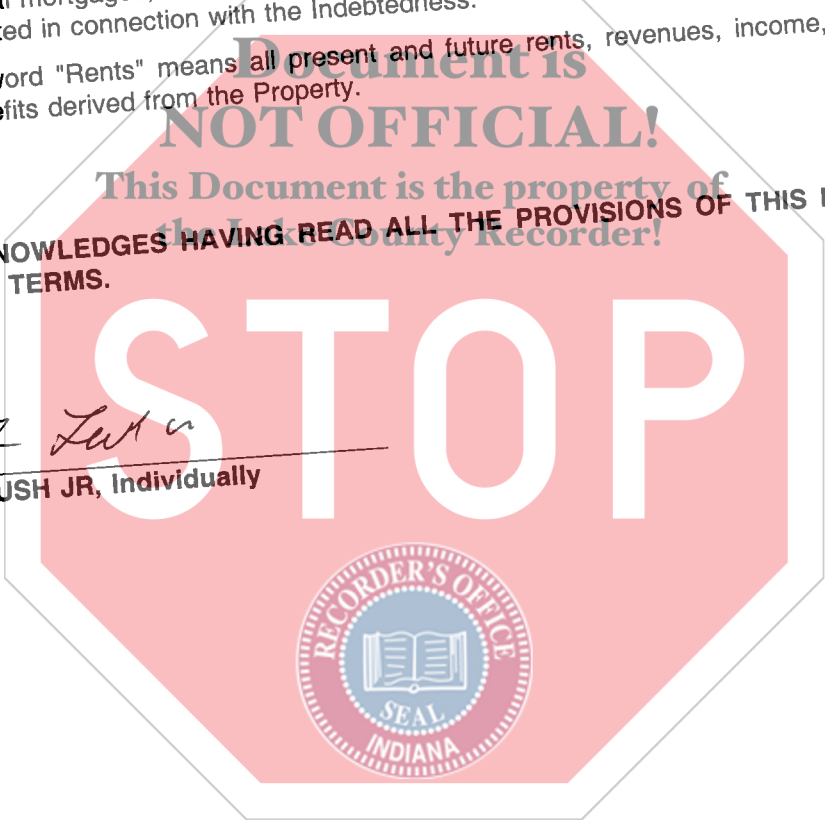 ted in connection with the Indebtedness.
ord "Rents" means all present and future rents, revenues, income,
efits derived from the Property.
Document is
NOT OFFICIAL!
This Document is the property of
the Lake County Recorder!
NOWLEDGES HAVING READ ALL THE PROVISIONS OF THIS
TERMS.
STOP
USH JR, Individually
RECORDER'S OFFICE
SEAL
INDIANA